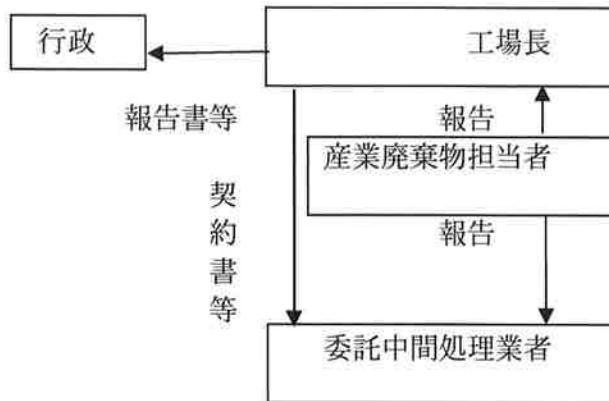 行政
工場長
報告書等
報告
産業廃棄物担当者
契約書等
報告
委託中間処理業者